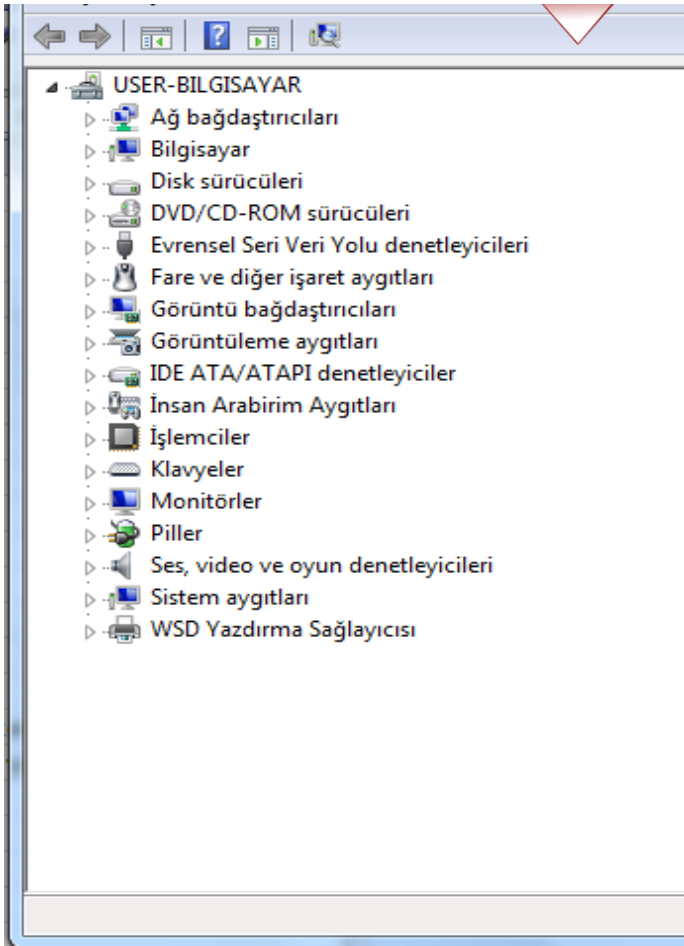 USER-BILGISAYAR
Ağ bağdaştırıcıları
Bilgisayar
Disk sürücüleri
DVD/CD-ROM sürücüleri
Evrensel Seri Veri Yolu denetleyicileri
Fare ve diğer işaret aygıtları
Görüntü bağdaştırıcıları
Görüntüleme aygıtları
IDE ATA/ATAPI denetleyiciler
İnsan Arabirim Aygıtları
İşlemciler
Klavyeler
Monitörler
Piller
Ses, video ve oyun denetleyicileri
Sistem aygıtları
WSD Yazdırma Sağlayıcısı